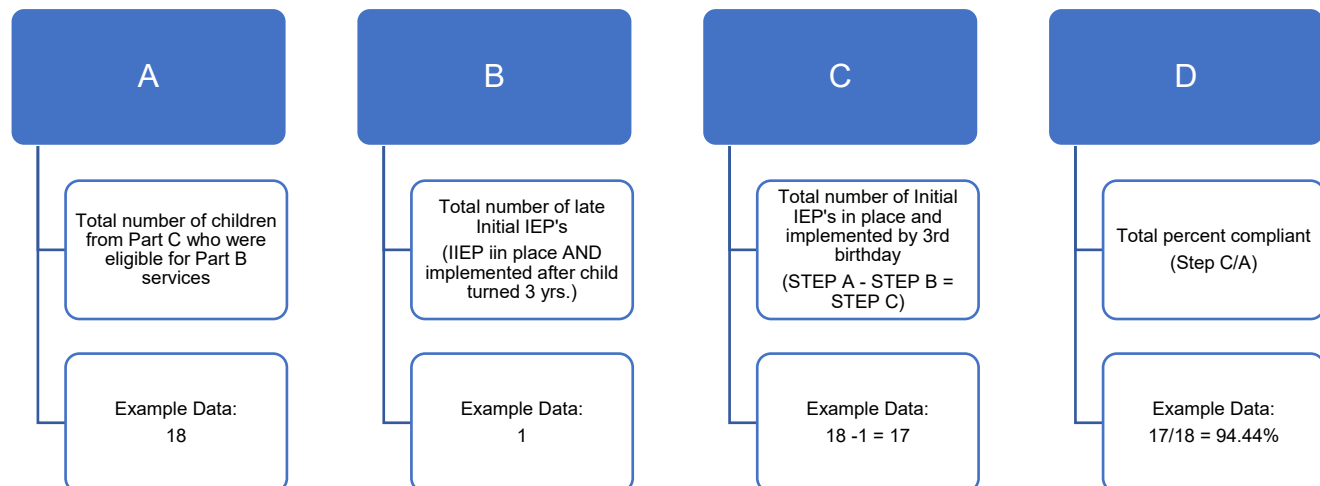 A
B
C
D
Total number of children
from Part C who were
eligible for Part B
services
Total number of late
Initial IEP's
(IIEP iin place AND
implemented after child
turned 3 yrs.)
Total number of Initial
IEP's in place and
implemented by 3rd
birthday
(STEP A - STEP B =
STEP C)
Total percent compliant
(Step C/A)
Example Data:
18
Example Data:
1
Example Data:
18 -1 = 17
Example Data:
17/18 = 94.44%